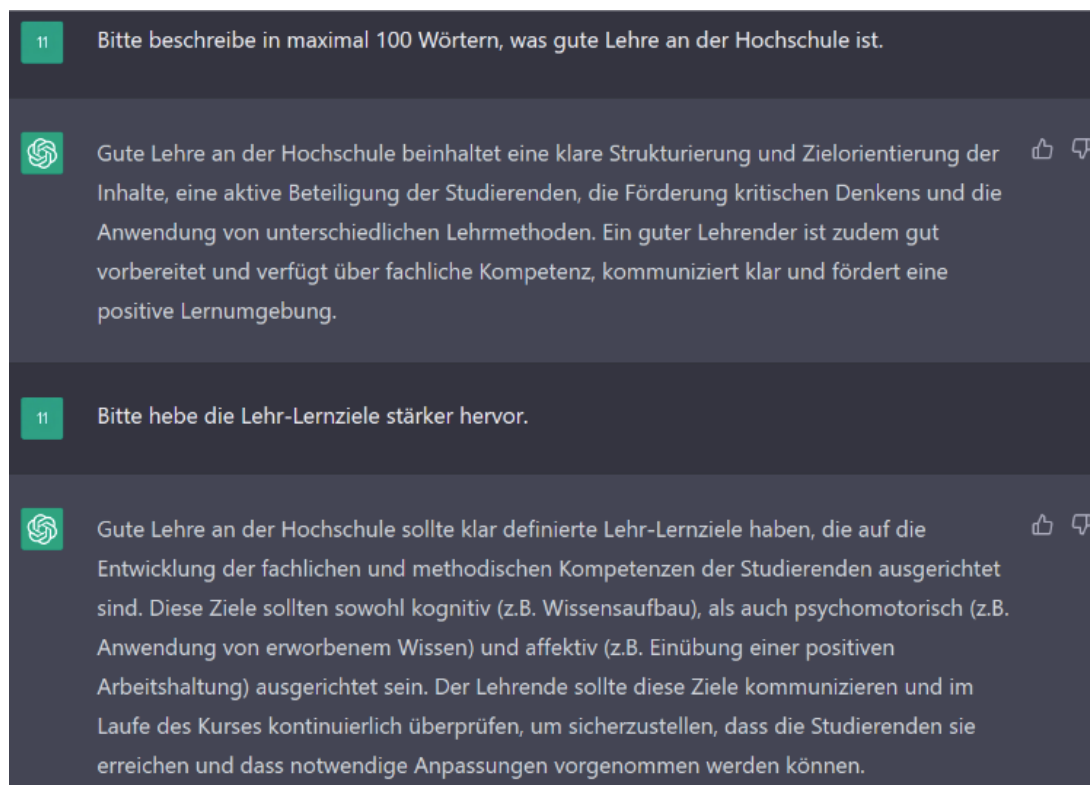 11
Bitte beschreibe in maximal 100 Wörtern, was gute Lehre an der Hochschule ist.
Gute Lehre an der Hochschule beinhaltet eine klare Strukturierung und Zielorientierung der
Inhalte, eine aktive Beteiligung der Studierenden, die Förderung kritischen Denkens und die
Anwendung von unterschiedlichen Lehrmethoden. Ein guter Lehrender ist zudem gut
vorbereitet und verfügt über fachliche Kompetenz, kommuniziert klar und fördert eine
positive Lernumgebung.
11
Bitte hebe die Lehr-Lernziele stärker hervor.
Gute Lehre an der Hochschule sollte klar definierte Lehr-Lernziele haben, die auf die
Entwicklung der fachlichen und methodischen Kompetenzen der Studierenden ausgerichtet
sind. Diese Ziele sollten sowohl kognitiv (z.B. Wissensaufbau), als auch psychomotorisch (z.B.
Anwendung von erworbenem Wissen) und affektiv (z.B. Einübung einer positiven
Arbeitshaltung) ausgerichtet sein. Der Lehrende sollte diese Ziele kommunizieren und im
Laufe des Kurses kontinuierlich überprüfen, um sicherzustellen, dass die Studierenden sie
erreichen und dass notwendige Anpassungen vorgenommen werden können.